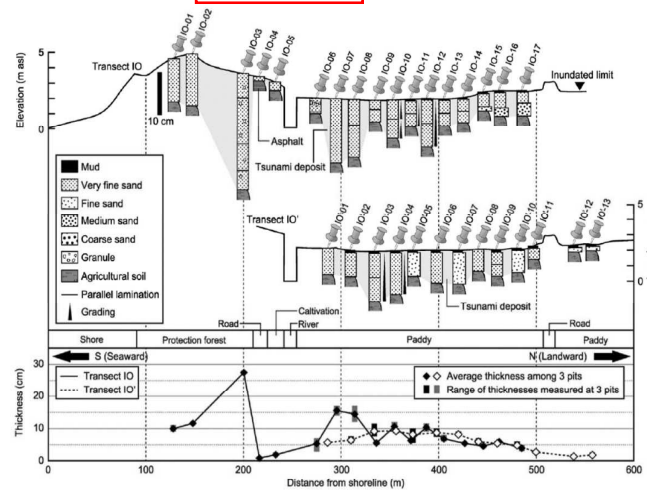 IO-01
IO-02
IO-03
IO-04
IO-05
IO-06
IO-07
IO-08
IO-09
IO-10
IO-11
IO-12
IO-13
IO-14
IO-15
IO-16
IO-17
Elevation (m asl)
5
0
Transect IO
10 cm
Inundated limit
Asphalt
Tsunami deposit
Mud
Very fine sand
Fine sand
Medium sand
Coarse sand
Granule
Agricultural soil
Parallel lamination
Grading
Transect IO'
IO'-01
IO'-02
IO'-03
IO'-04
IO'-05
IO'-06
IO'-07
IO'-08
IO'-09
IO'-10
IO'-11
IO'-12
IO'-13
5
0
Tsunami deposit
Road
Cultivation
River
Road
Shore
Protection forest
Paddy
Paddy
S (Seaward)
N (Landward)
Thickness (cm)
30
20
10
0
Transect IO
Transect IO'
Average thickness among 3 pits
Range of thicknesses measured at 3 pits
0 100 200 300 400 500 600
Distance from shoreline (m)